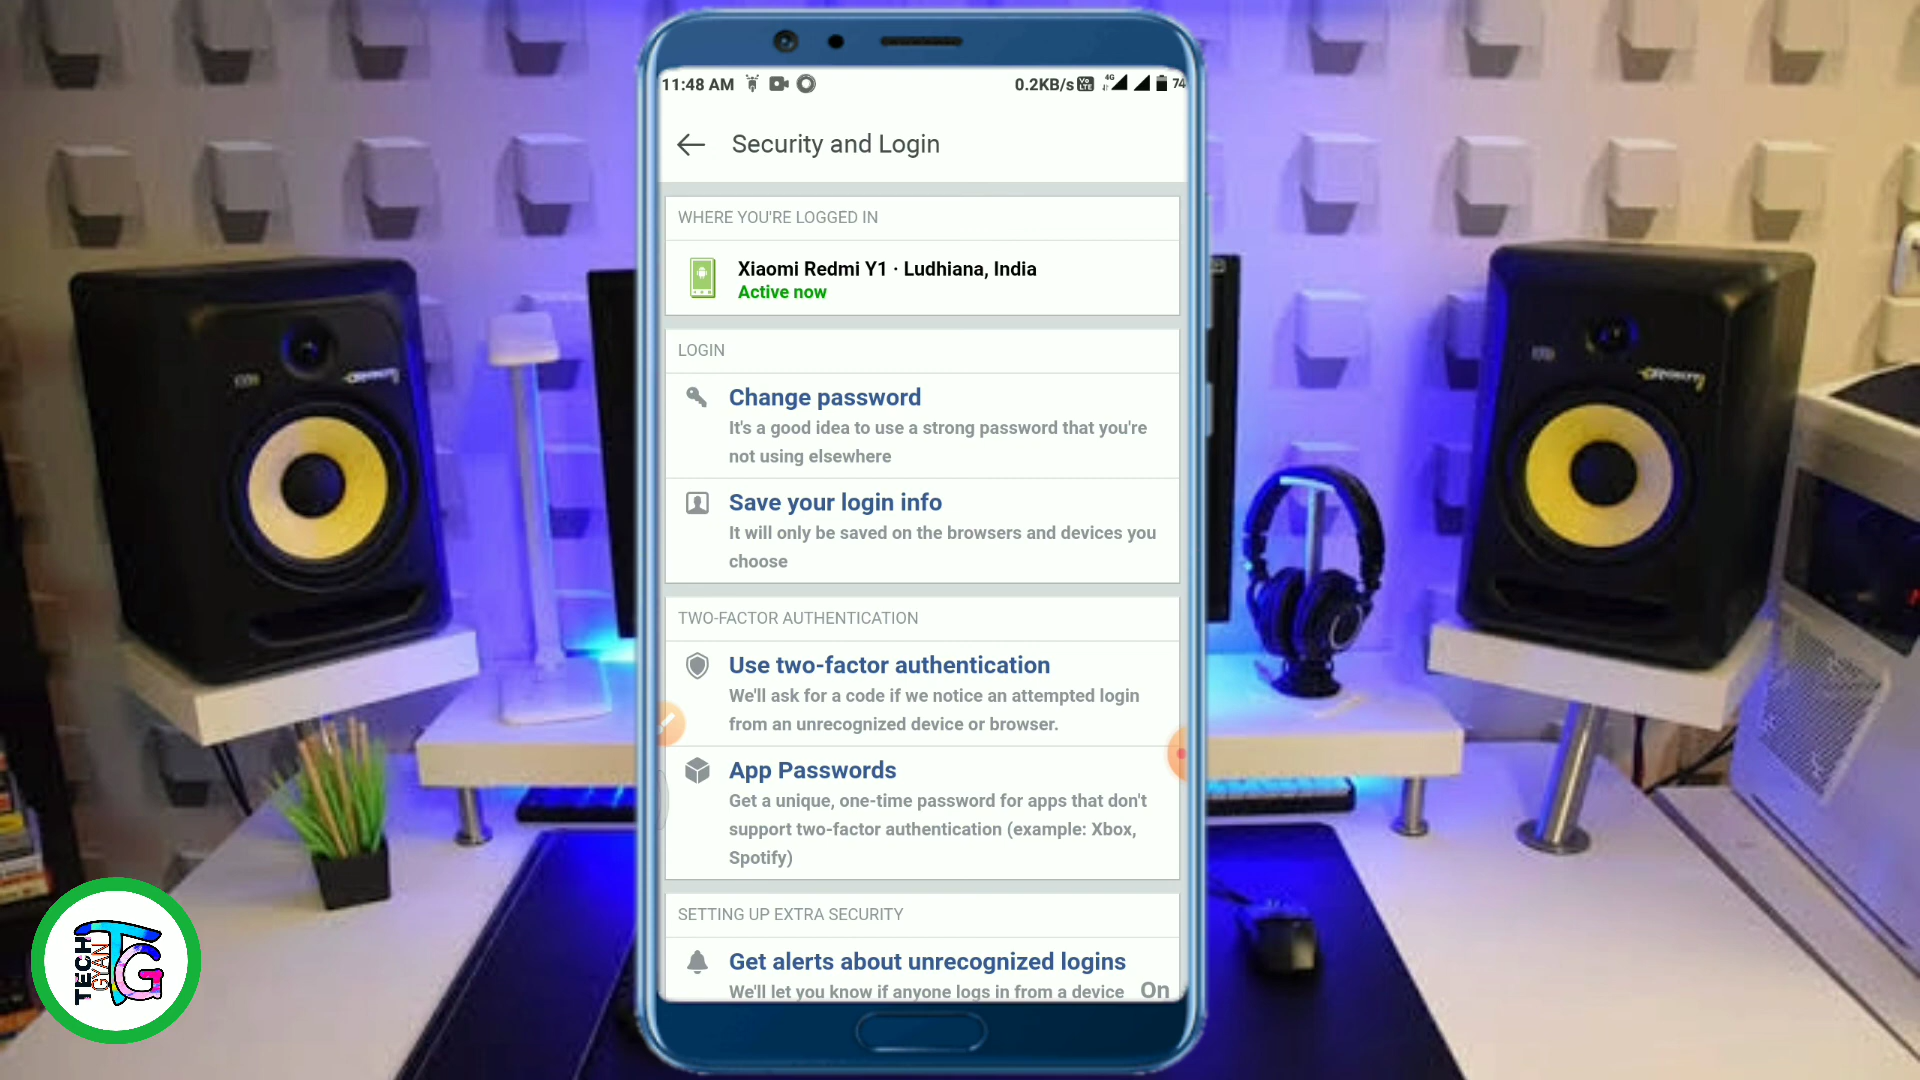 11:48 AM
0.2KB/s Vo LTE 4G 74
Security and Login
WHERE YOU'RE LOGGED IN
Xiaomi Redmi Y1 · Ludhiana, India
Active now
LOGIN
Change password
It's a good idea to use a strong password that you're
not using elsewhere
Save your login info
It will only be saved on the browsers and devices you
choose
TWO-FACTOR AUTHENTICATION
Use two-factor authentication
We'll ask for a code if we notice an attempted login
from an unrecognized device or browser.
App Passwords
Get a unique, one-time password for apps that don't
support two-factor authentication (example: Xbox,
Spotify)
SETTING UP EXTRA SECURITY
Get alerts about unrecognized logins
We'll let you know if anyone logs in from a device On
TECH
GYAN
TG